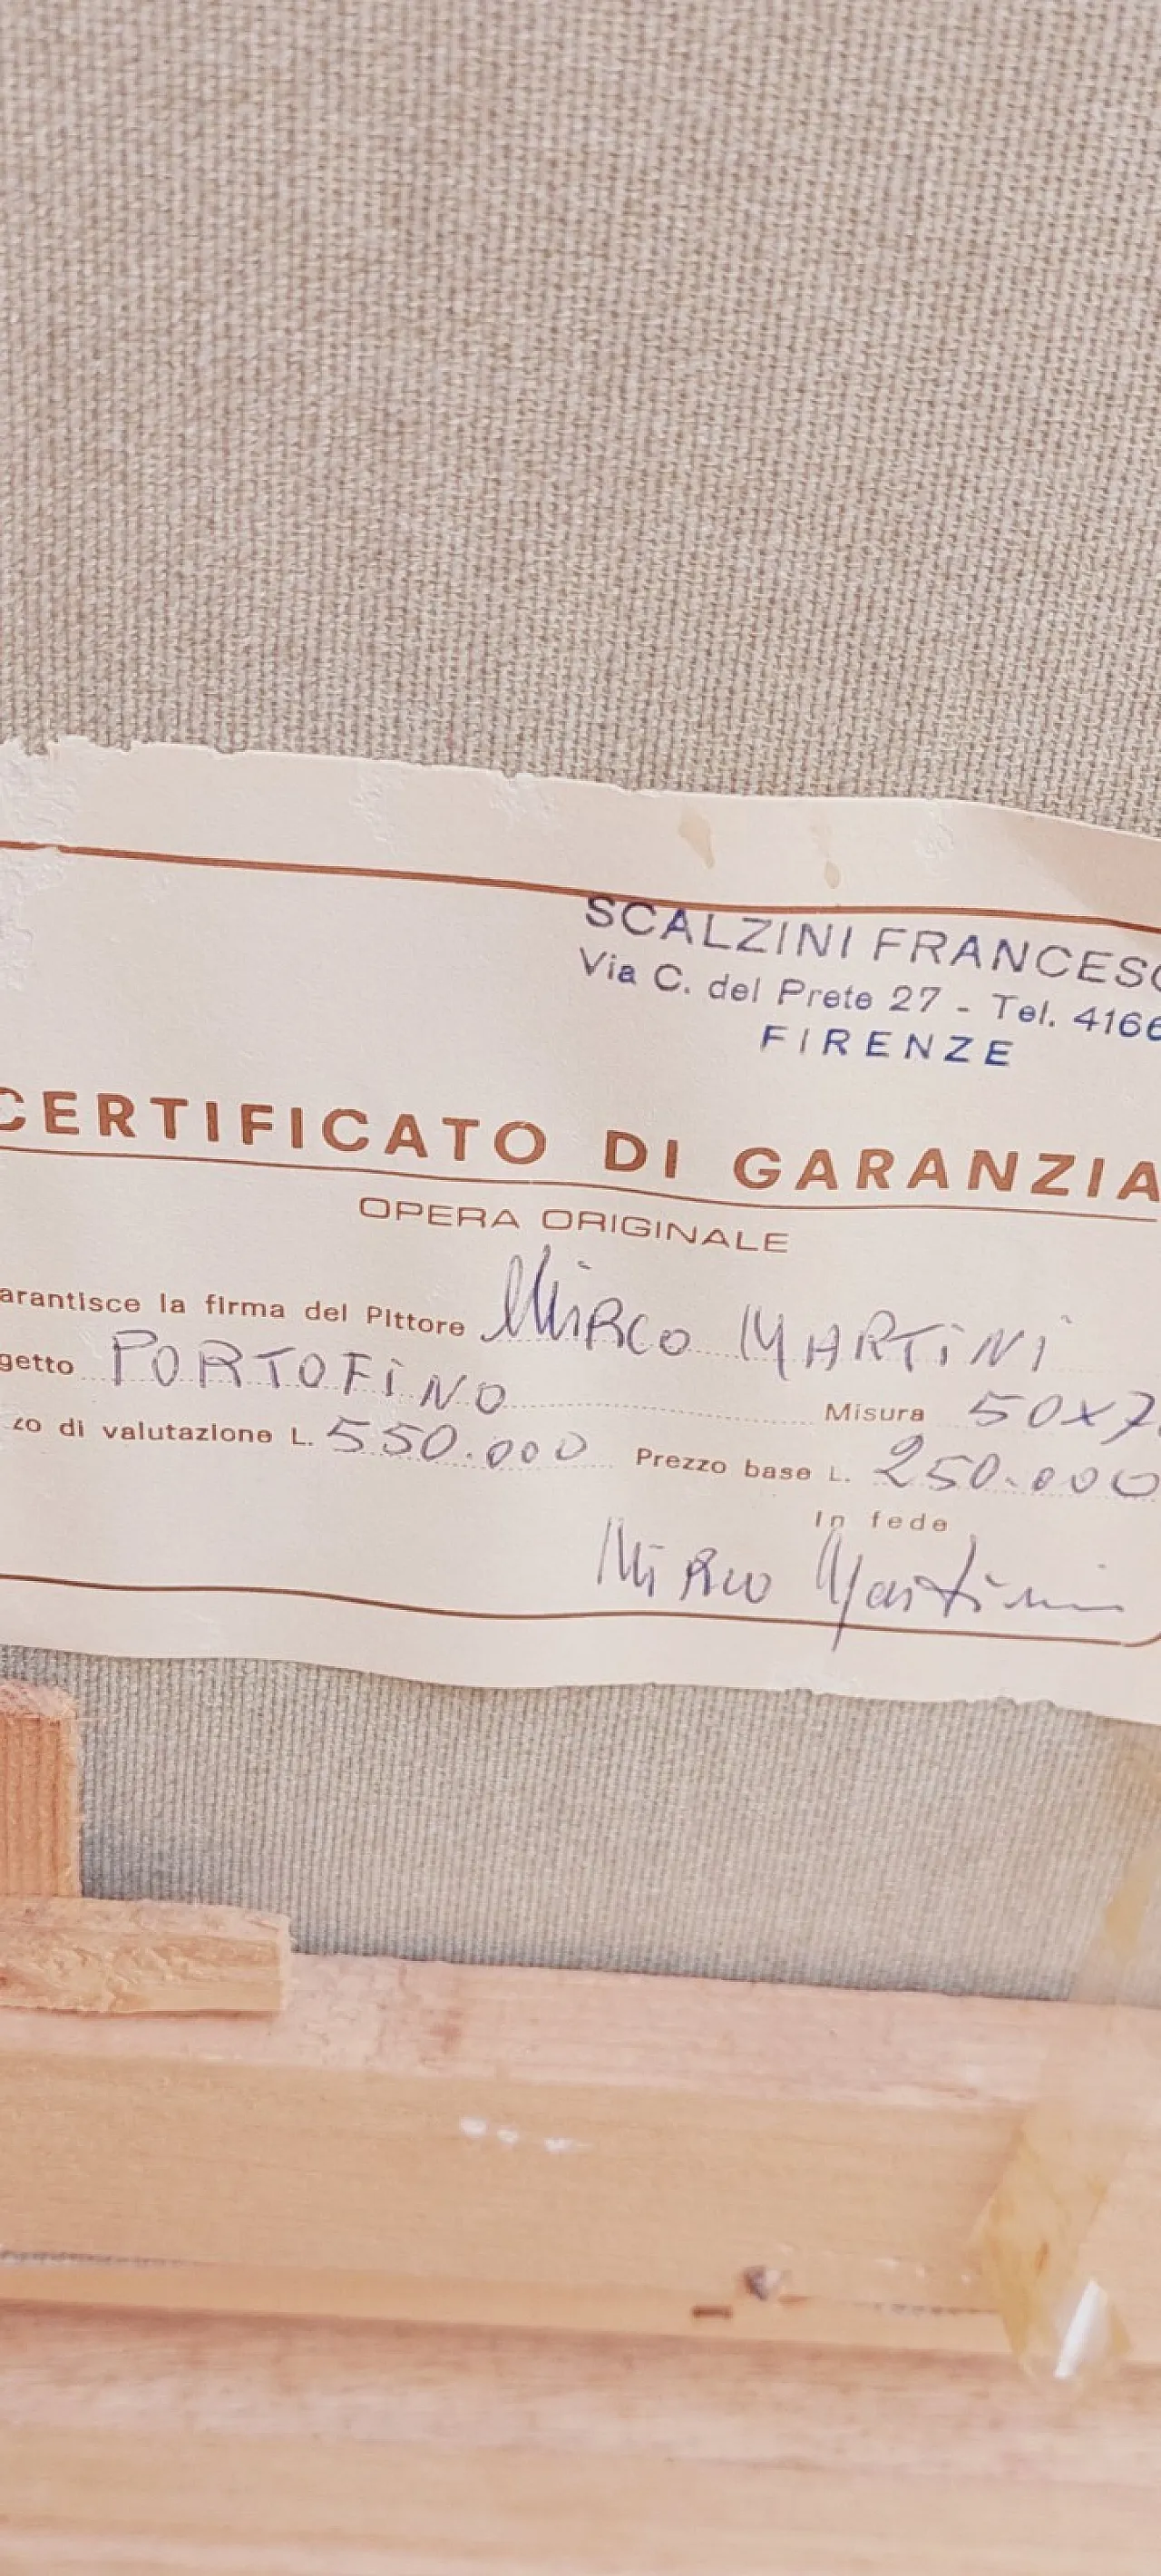 SCALZINI FRANCESC
Via C. del Prete 27 - Tel. 4166
FIRENZE
CERTIFICATO DI GARANZIA
OPERA ORIGINALE
arantisce la firma del Pittore MIRCO MARTINI
getto PORTOFINO Misura 50x7
zo di valutazione L. 550.000 Prezzo base L. 250.000
In fede
Mirco Martini